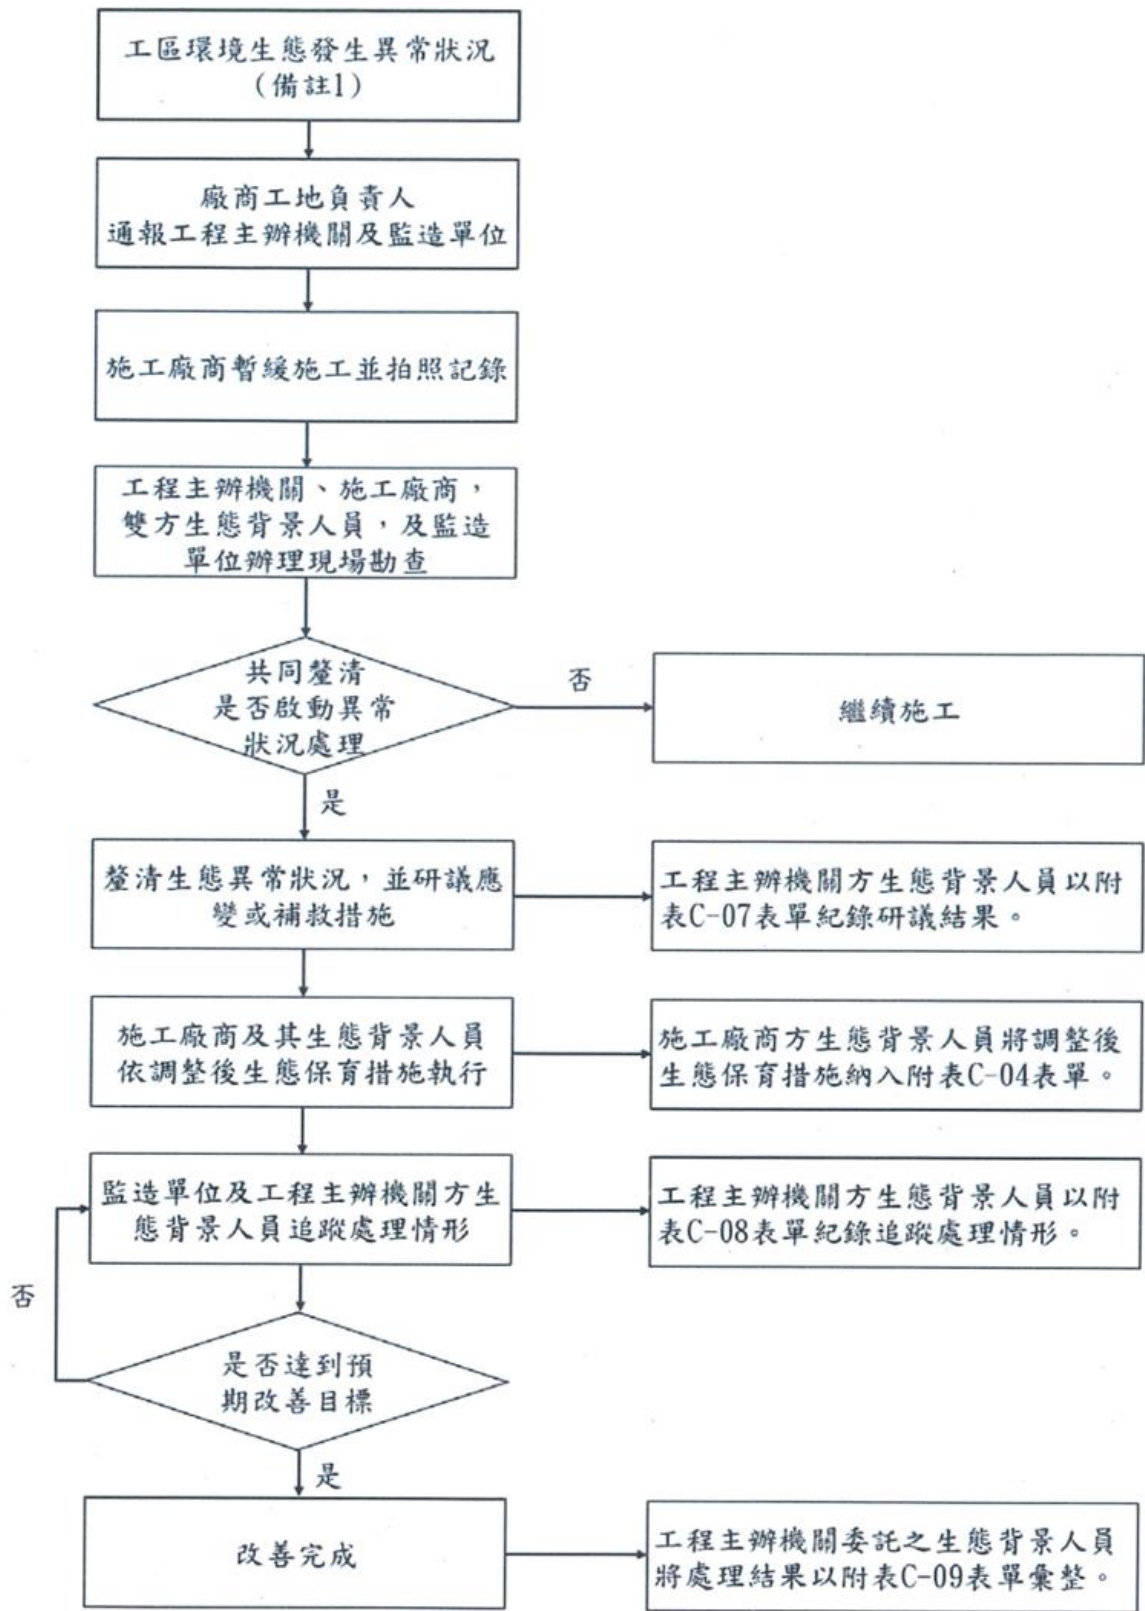 工區環境生態發生異常狀況
(備註1)
廠商工地負責人
通報工程主辦機關及監造單位
施工廠商暫緩施工並拍照記錄
工程主辦機關、施工廠商，
雙方生態背景人員，及監造
單位辦理現場勘查
共同釐清
是否啟動異常
狀況處理
否
繼續施工
是
釐清生態異常狀況，並研議應
變或補救措施
工程主辦機關方生態背景人員以附
表C-07表單紀錄研議結果。
施工廠商及其生態背景人員
依調整後生態保育措施執行
施工廠商方生態背景人員將調整後
生態保育措施納入附表C-04表單。
監造單位及工程主辦機關方生
態背景人員追蹤處理情形
工程主辦機關方生態背景人員以附
表C-08表單紀錄追蹤處理情形。
否
是否達到預
期改善目標
是
改善完成
工程主辦機關委託之生態背景人員
將處理結果以附表C-09表單彙整。